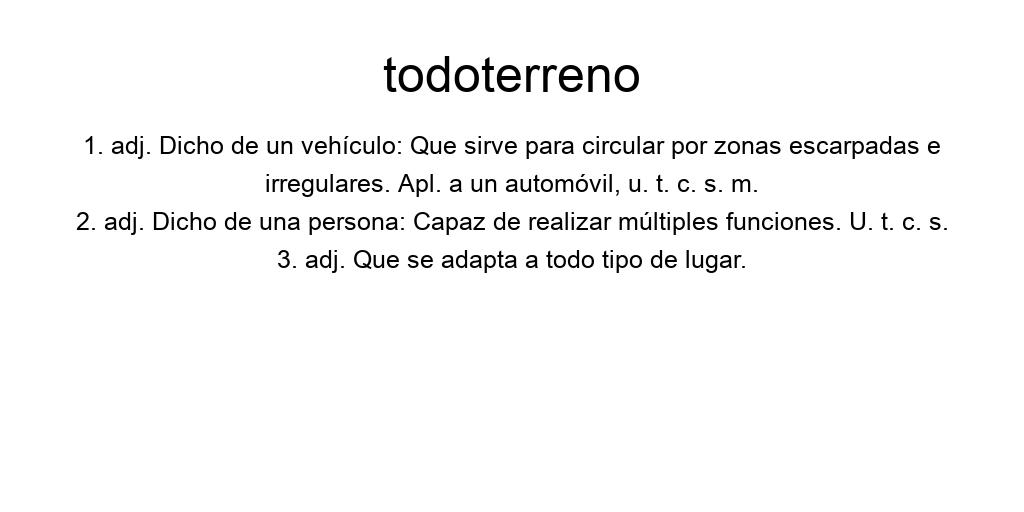 todoterreno
1. adj. Dicho de un vehículo: Que sirve para circular por zonas escarpadas e
irregulares. Apl. a un automóvil, u. t. c. s. m.
2. adj. Dicho de una persona: Capaz de realizar múltiples funciones. U. t. c. s.
3. adj. Que se adapta a todo tipo de lugar.